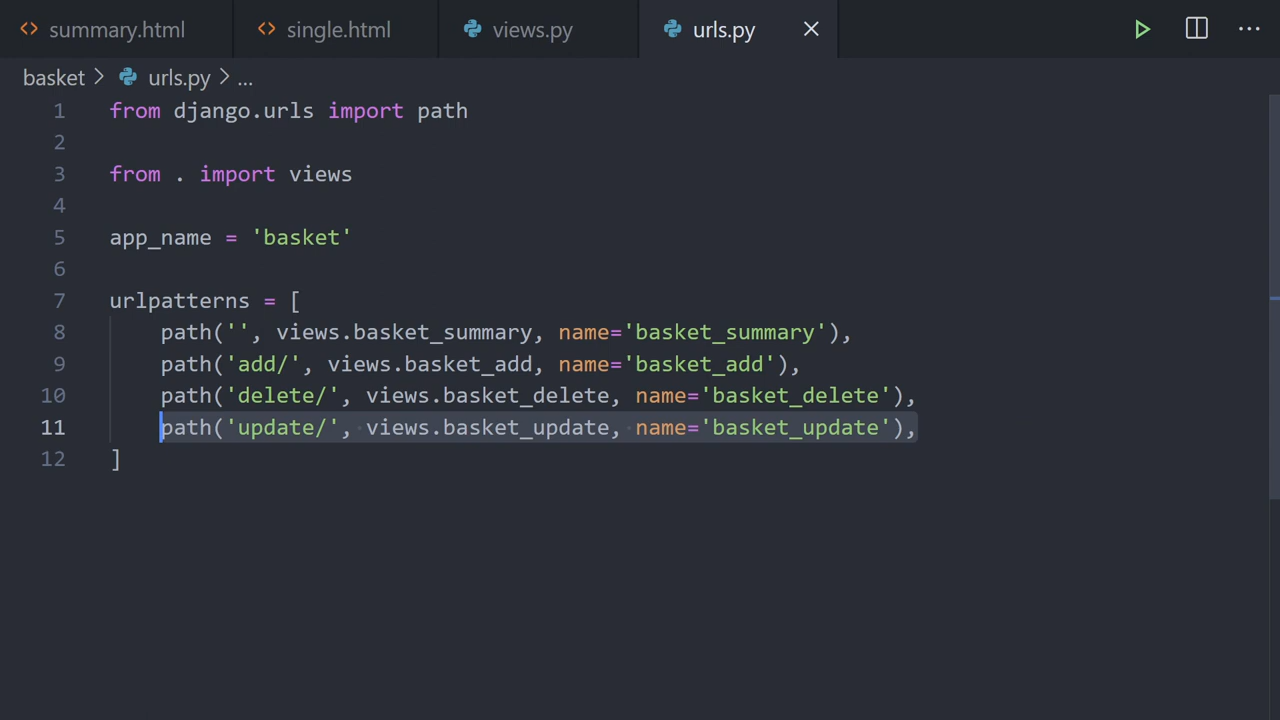 summary.html single.html views.py urls.py
basket > urls.py > ...
1 from django.urls import path
2
3 from . import views
4
5 app_name = 'basket'
6
7 urlpatterns = [
8 path('', views.basket_summary, name='basket_summary'),
9 path('add/', views.basket_add, name='basket_add'),
10 path('delete/', views.basket_delete, name='basket_delete'),
11 path('update/', views.basket_update, name='basket_update'),
12 ]